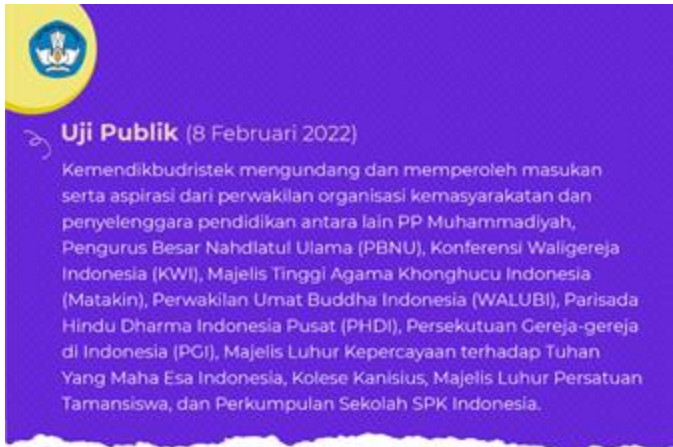 Uji Publik (8 Februari 2022)
Kemendikbudristek mengundang dan memperoleh masukan
serta aspirasi dari perwakilan organisasi kemasyarakatan dan
penyelenggara pendidikan antara lain PP Muhammadiyah,
Pengurus Besar Nahdlatul Ulama (PBNU), Konferensi Waligereja
Indonesia (KWI), Majelis Tinggi Agama Khonghucu Indonesia
(Matakin), Perwakilan Umat Buddha Indonesia (WALUBI), Parisada
Hindu Dharma Indonesia Pusat (PHDI), Persekutuan Gereja-gereja
di Indonesia (PGI), Majelis Luhur Kepercayaan terhadap Tuhan
Yang Maha Esa Indonesia, Kolese Kanisius, Majelis Luhur Persatuan
Tamansiswa, dan Perkumpulan Sekolah SPK Indonesia.